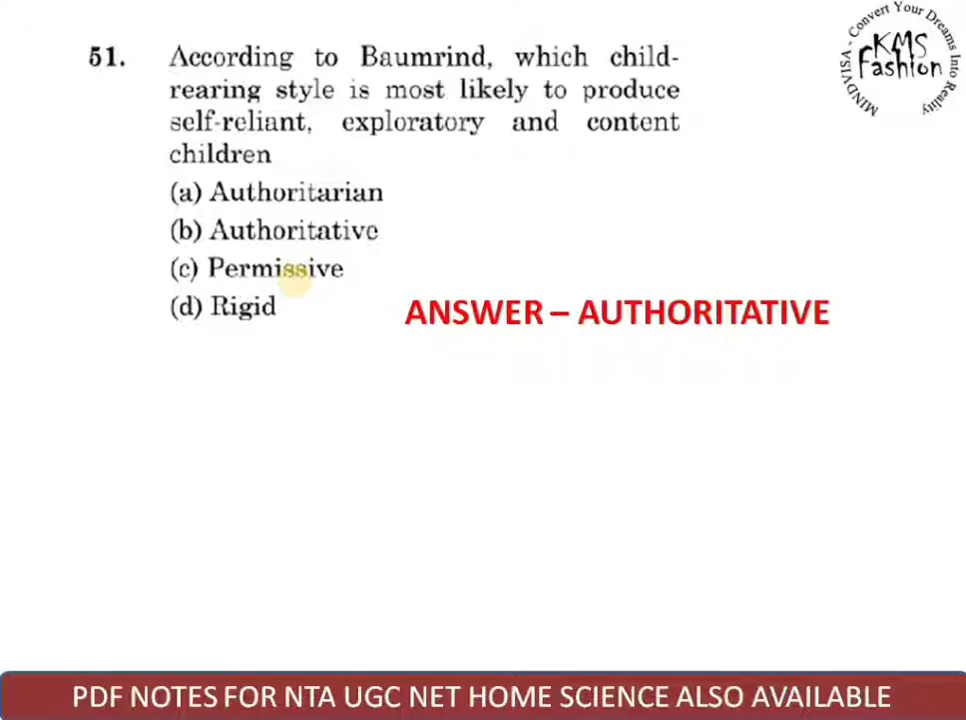 51. According to Baumrind, which child-
rearing style is most likely to produce
self-reliant, exploratory and content
children
(a) Authoritarian
(b) Authoritative
(c) Permissive
(d) Rigid
ANSWER – AUTHORITATIVE
MINDVISA - Convert Your Dreams Into Reality
KMS
Fashion
PDF NOTES FOR NTA UGC NET HOME SCIENCE ALSO AVAILABLE